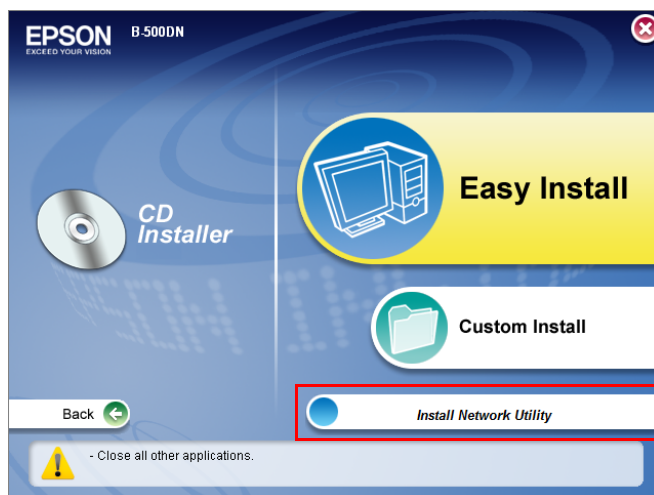 EPSON
EXCEED YOUR VISION
B-500DN
CD
Installer
Easy Install
Custom Install
Install Network Utility
Back
- Close all other applications.